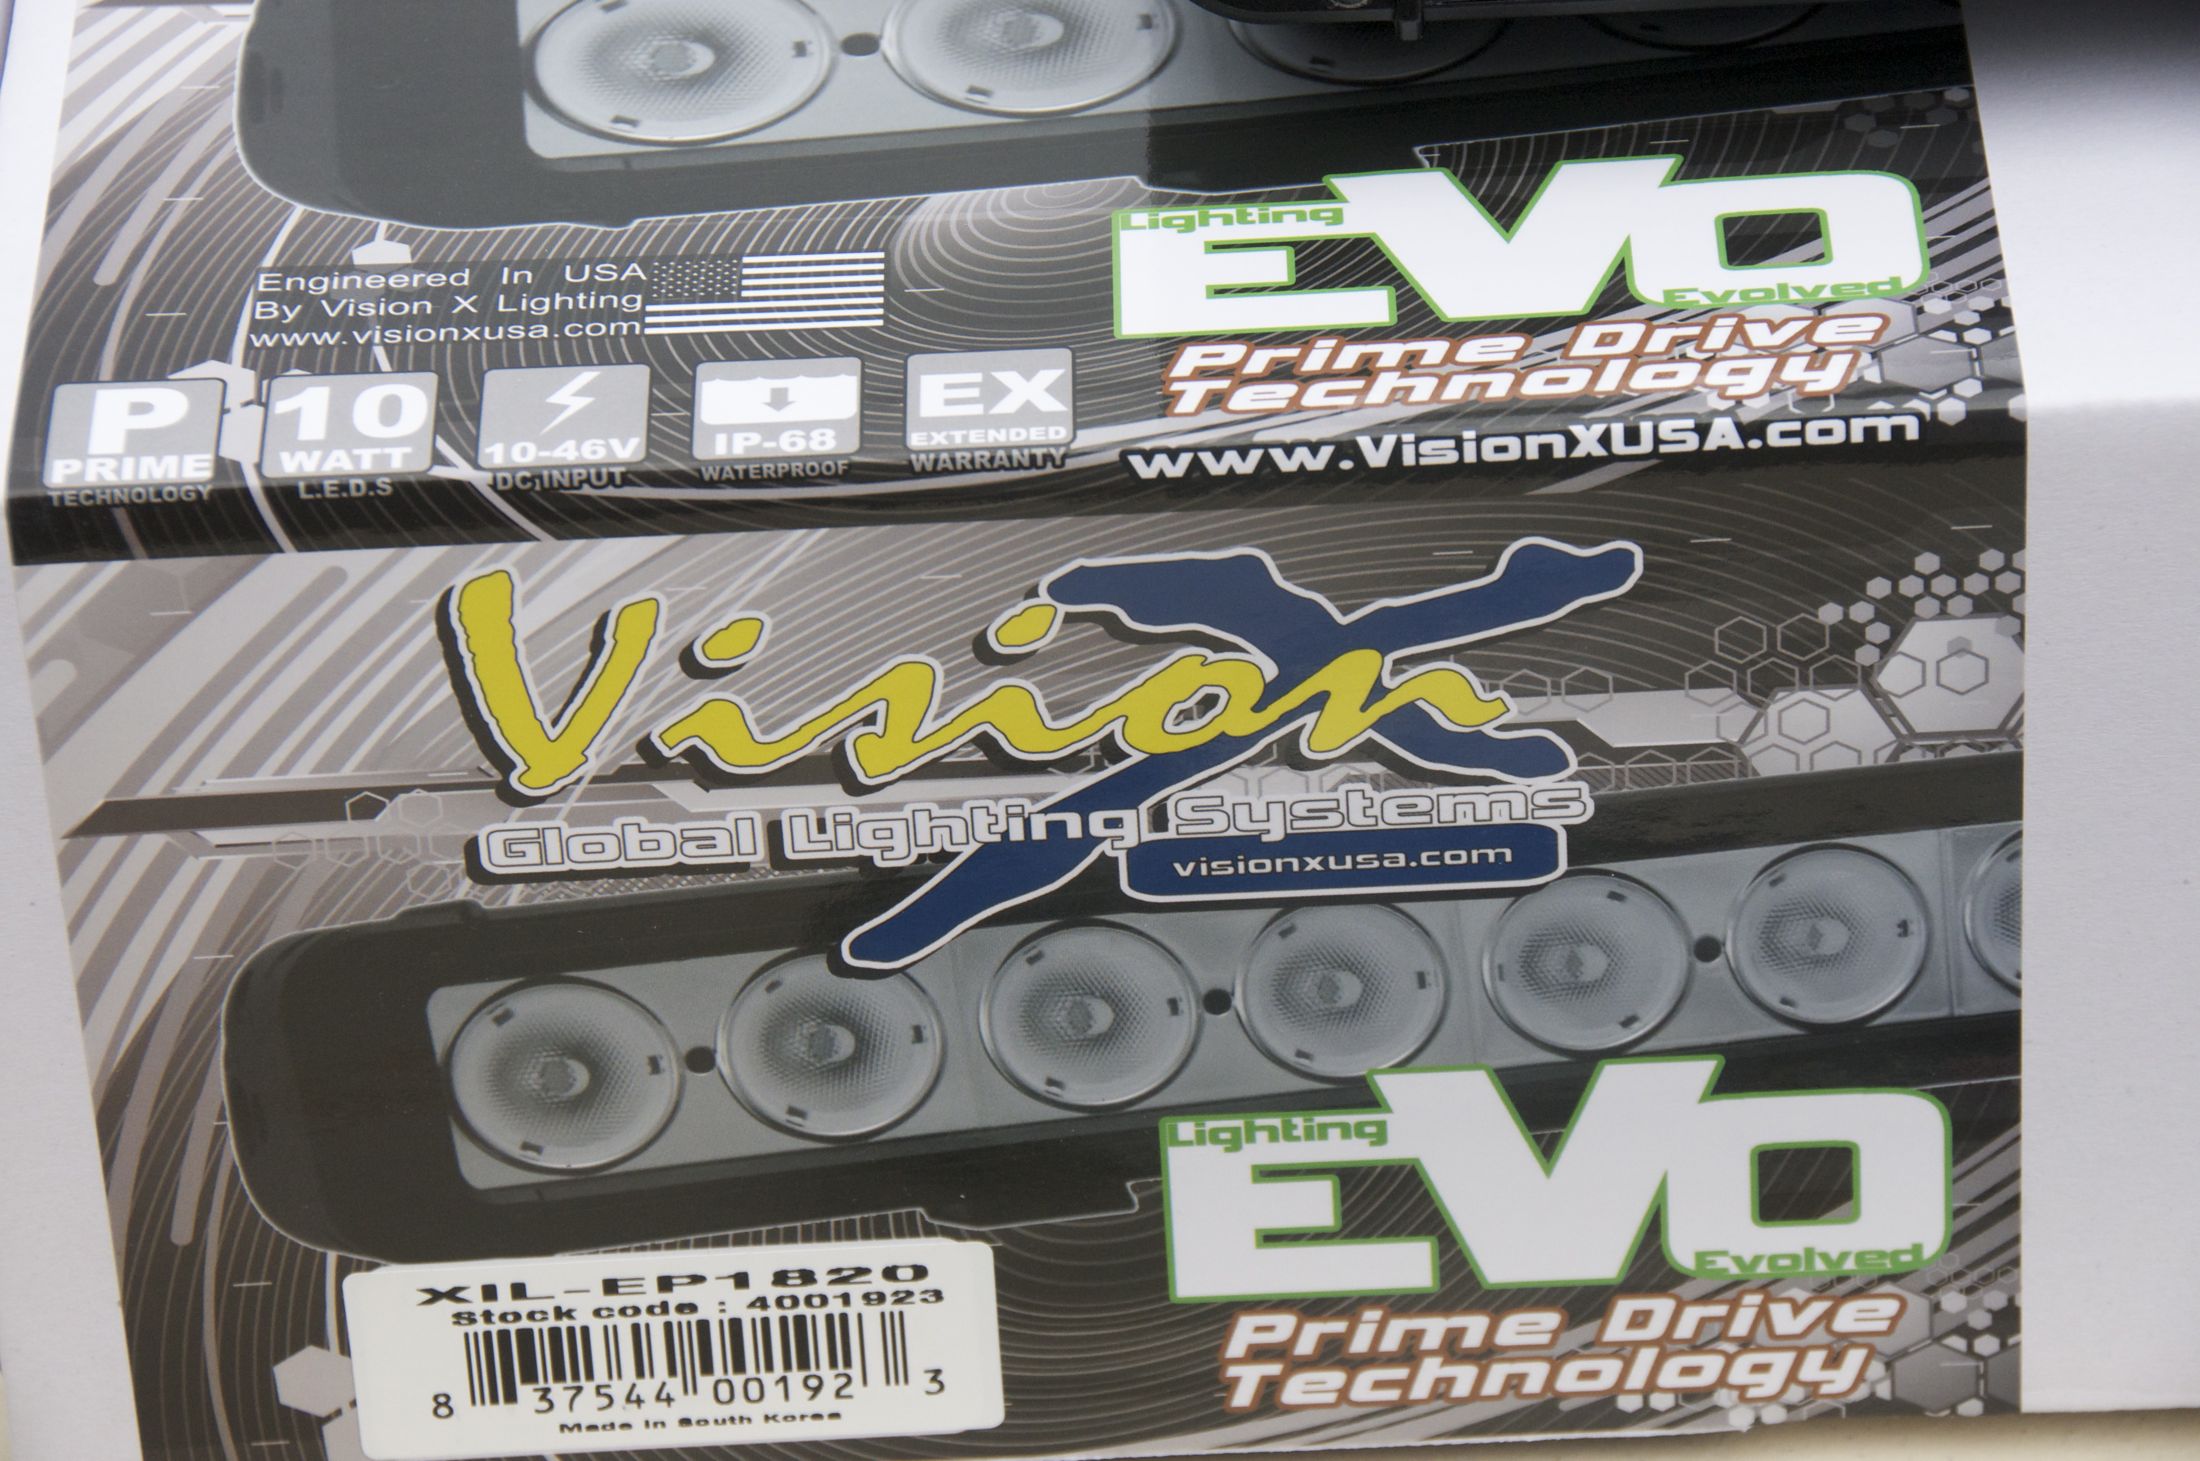 Engineered In USA
By Vision X Lighting
www.visionxusa.com
P
PRIME
TECHNOLOGY
10
WATT
L.E.D.S
10-46V
DC INPUT
IP-68
WATERPROOF
EX
EXTENDED
WARRANTY
Lighting
EVO
Evolved
Prime Drive
Technology
www.VisionXUSA.com
Vision X
Global Lighting Systems
visionxusa.com
Lighting
EVO
Evolved
Prime Drive
Technology
XIL-EP1820
Stock code : 4001923
8 37544 00192 3
Made In South Korea